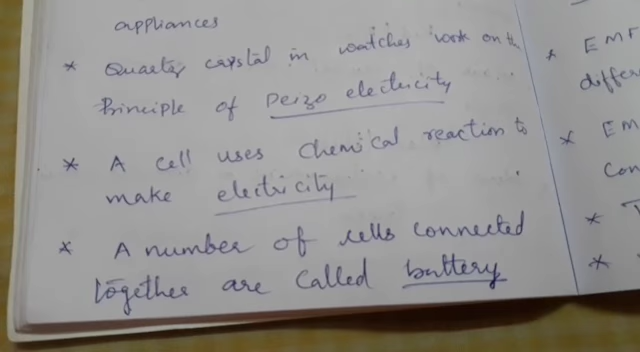 appliances
* Quartz crystal in watches work on the
Principle of Peizo electricity
* A cell uses Chemical reaction to
make electricity
* A number of cells connected
together are called battery
* EMF
differ
* EM
Con
*
*